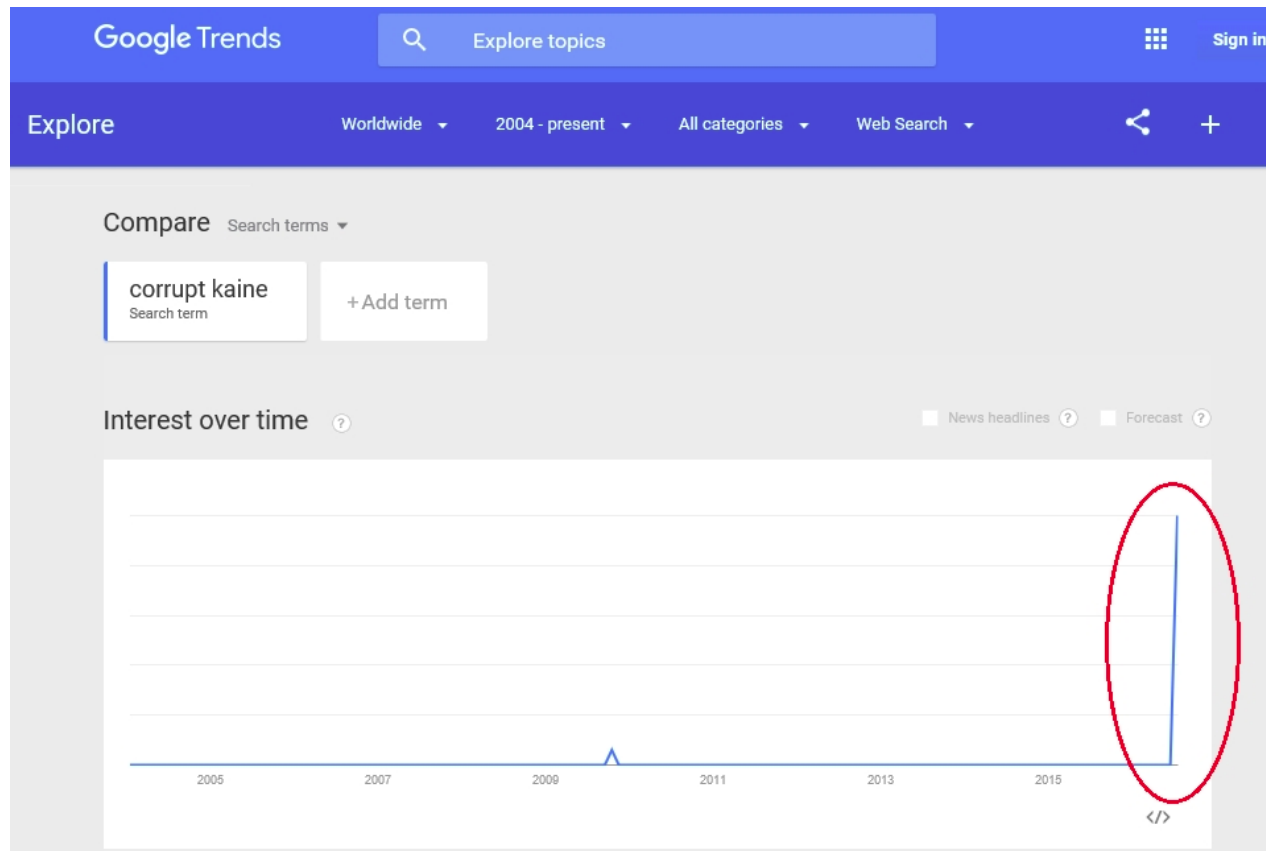 Google Trends
Explore topics
Sign in
Explore
Worldwide
2004 - present
All categories
Web Search
+
Compare Search terms
corrupt kaine
Search term
+Add term
Interest over time ?
News headlines ?
Forecast ?
2005 2007 2009 2011 2013 2015
</>